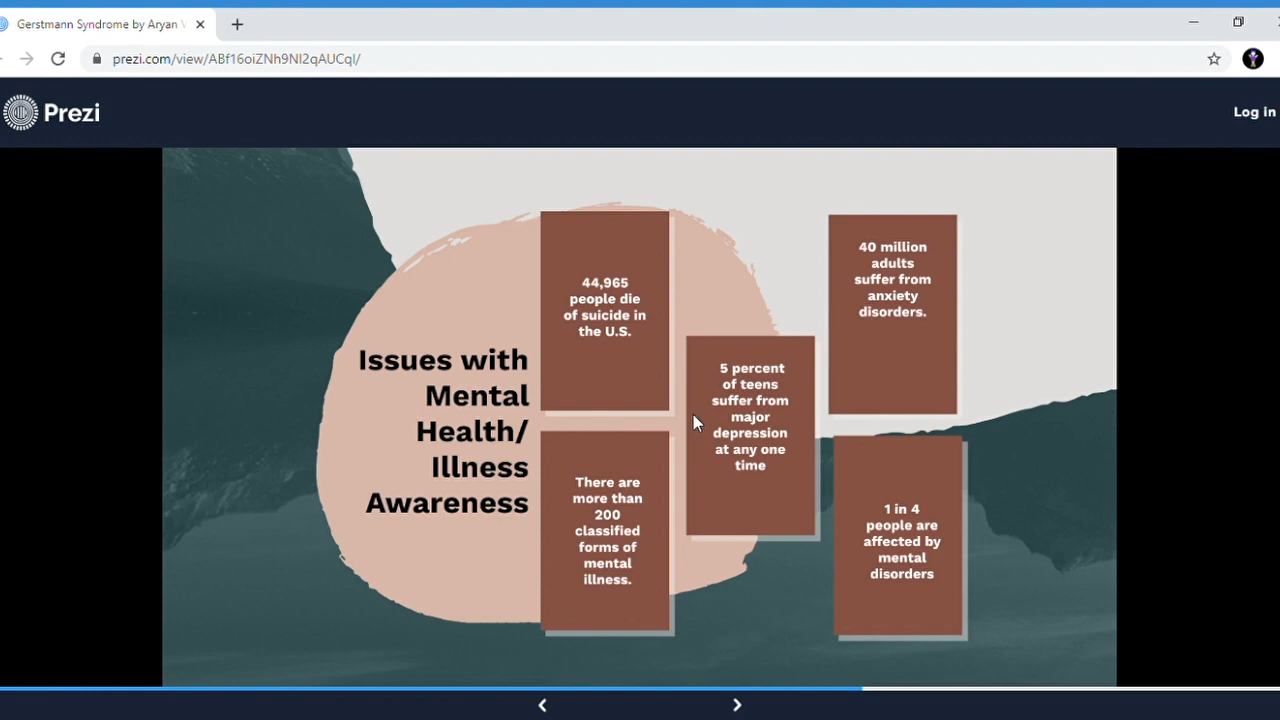 Gerstmann Syndrome by Aryan
prezi.com/view/ABf16oiZNh9NI2qAUCqI/
Prezi
Log in
Issues with
Mental
Health/
Illness
Awareness
44,965
people die
of suicide in
the U.S.
There are
more than
200
classified
forms of
mental
illness.
5 percent
of teens
suffer from
major
depression
at any one
time
40 million
adults
suffer from
anxiety
disorders.
1 in 4
people are
affected by
mental
disorders